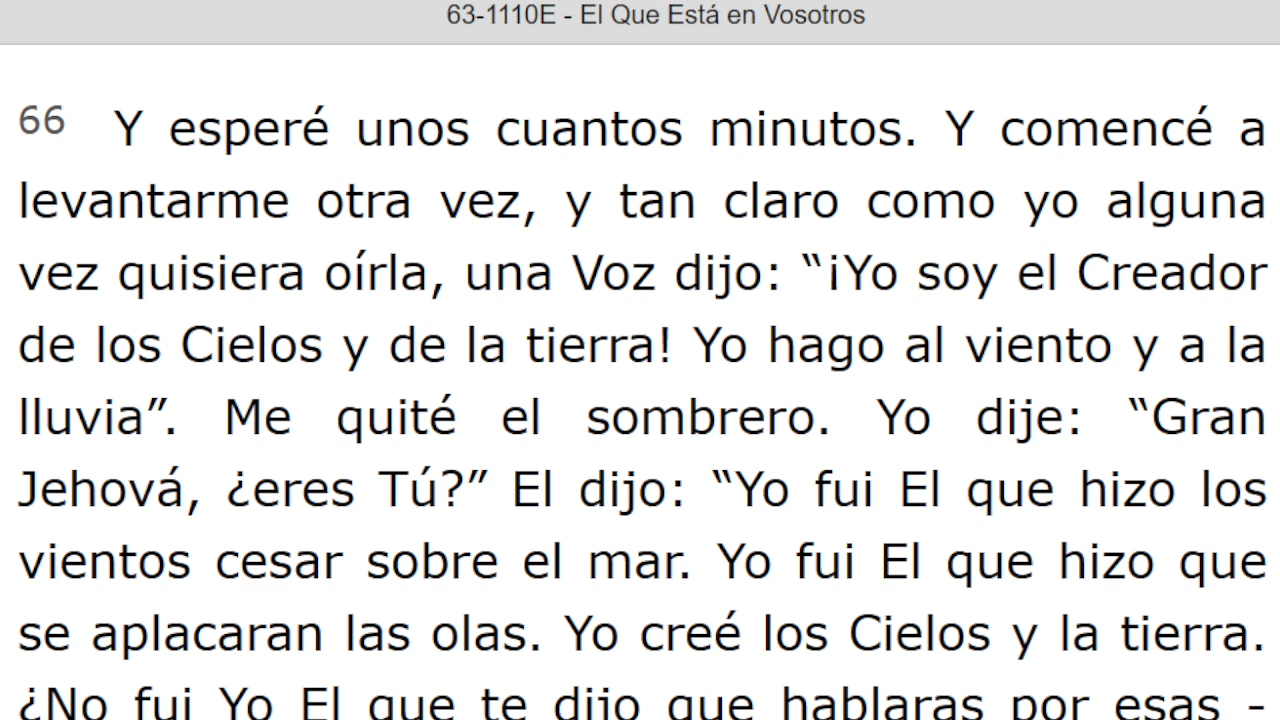 63-1110E - El Que Está en Vosotros
66 Y esperé unos cuantos minutos. Y comencé a
levantarme otra vez, y tan claro como yo alguna
vez quisiera oírla, una Voz dijo: “¡Yo soy el Creador
de los Cielos y de la tierra! Yo hago al viento y a la
lluvia”. Me quité el sombrero. Yo dije: “Gran
Jehová, ¿eres Tú?” El dijo: “Yo fui El que hizo los
vientos cesar sobre el mar. Yo fui El que hizo que
se aplacaran las olas. Yo creé los Cielos y la tierra.
¿No fui Yo El que te dijo que hablaras por esas -